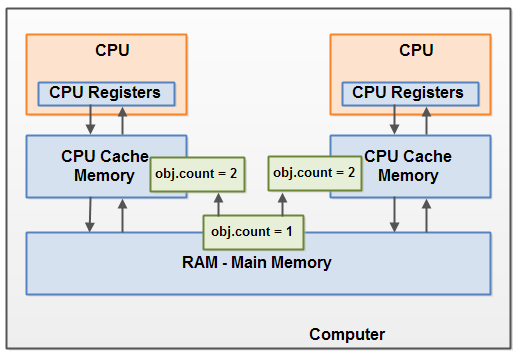 CPU
CPU
CPU Registers
CPU Registers
CPU Cache
Memory
CPU Cache
Memory
obj.count = 2
obj.count = 2
obj.count = 1
RAM - Main Memory
Computer